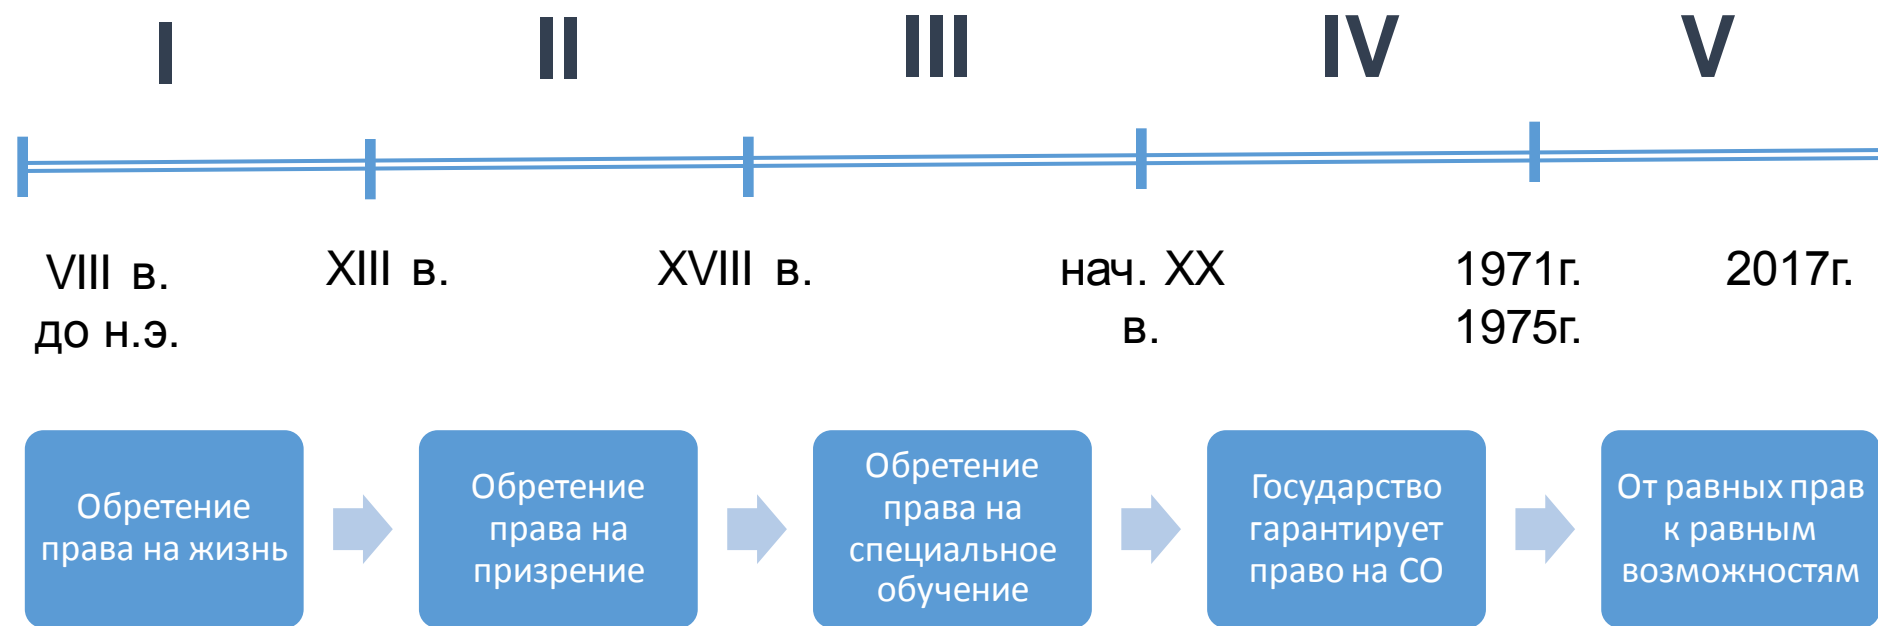 I II III IV V
VIII в. XIII в. XVIII в. нач. XX 1971г. 2017г.
до н.э. в. 1975г.
Обретение
права на жизнь
Обретение
права на
призрение
Обретение
права на
специальное
обучение
Государство
гарантирует
право на СО
От равных прав
к равным
возможностям